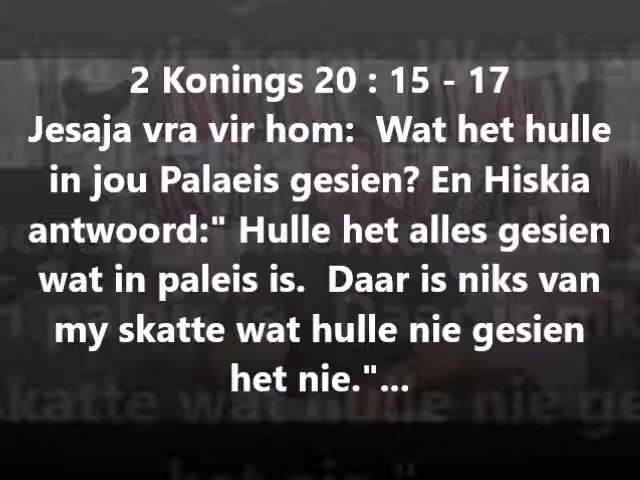 2 Konings 20 : 15 - 17
Jesaja vra vir hom:  Wat het hulle
in jou Palaeis gesien? En Hiskia
antwoord:" Hulle het alles gesien
wat in paleis is.  Daar is niks van
my skatte wat hulle nie gesien
het nie."...